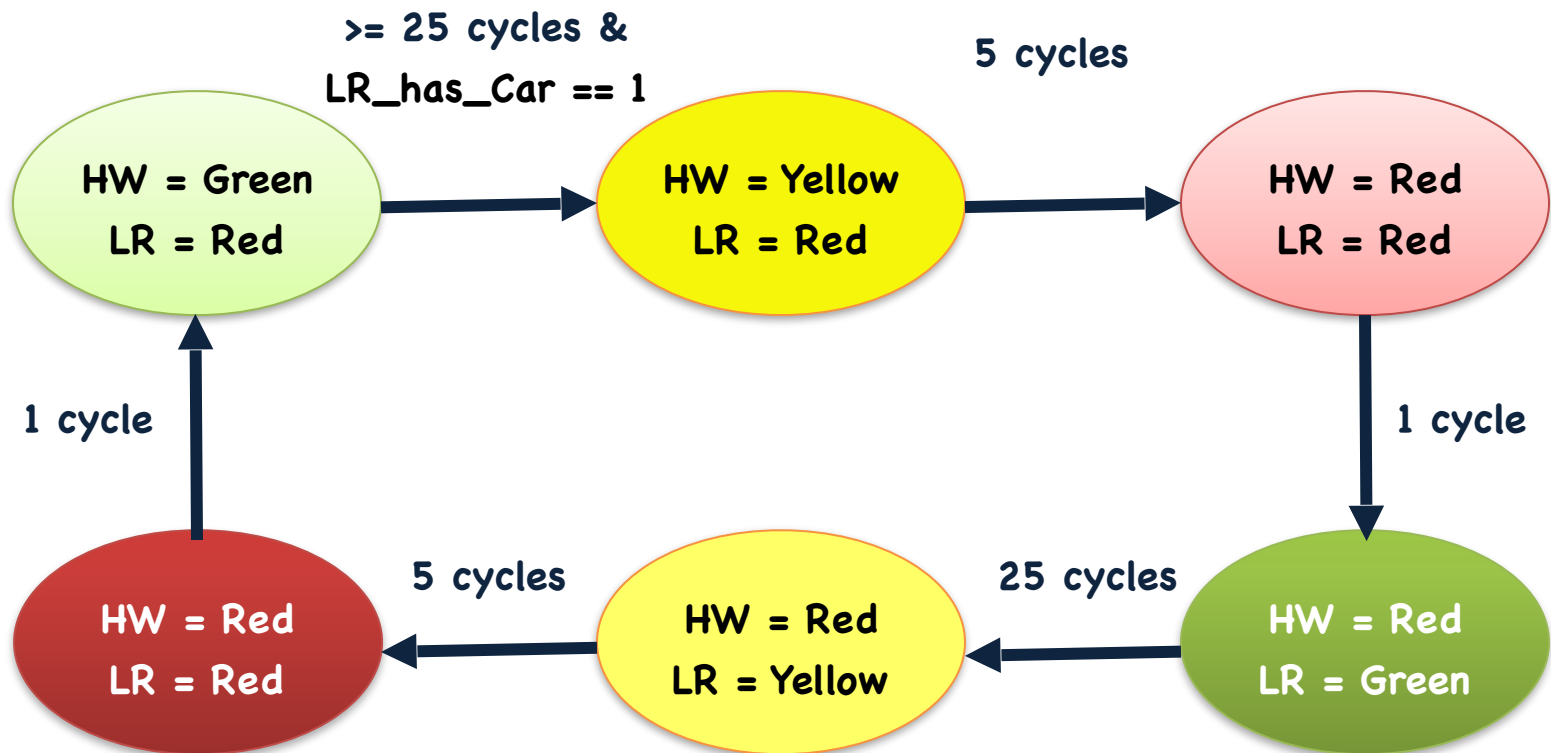 >= 25 cycles &
LR_has_Car == 1
5 cycles
HW = Green
LR = Red
HW = Yellow
LR = Red
HW = Red
LR = Red
1 cycle
1 cycle
5 cycles
25 cycles
HW = Red
LR = Red
HW = Red
LR = Yellow
HW = Red
LR = Green